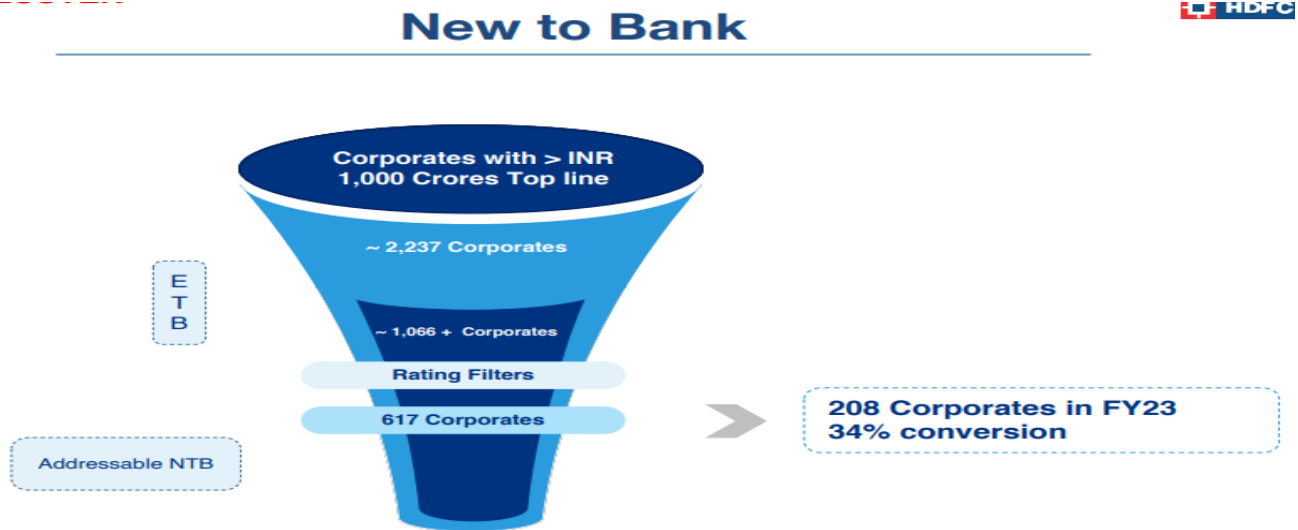 New to Bank
HDFC
Corporates with > INR
1,000 Crores Top line
~ 2,237 Corporates
E
T
B
~ 1,066 + Corporates
Rating Filters
617 Corporates
208 Corporates in FY23
34% conversion
Addressable NTB